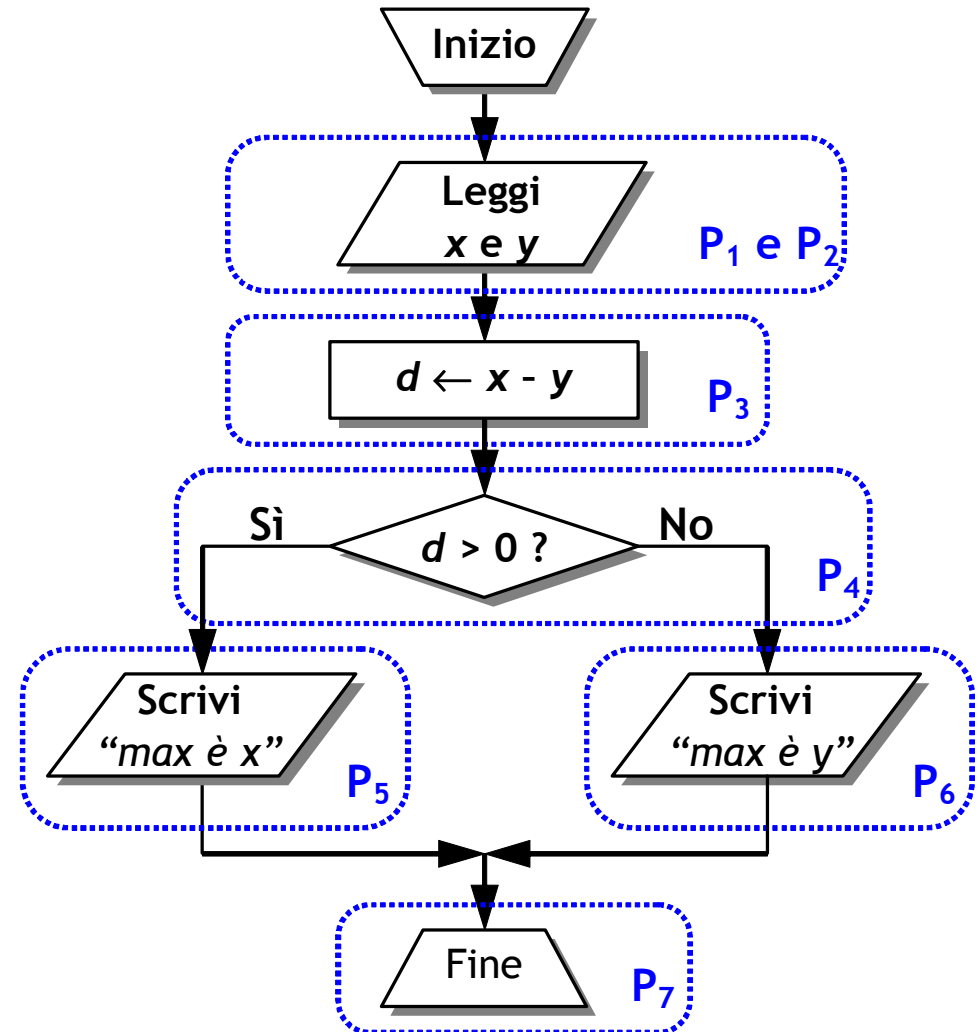 Inizio
Leggi
x e y
P₁ e P₂
d ← x - y
P₃
Sì
d > 0 ?
No
P₄
Scrivi
“max è x”
P₅
Scrivi
“max è y”
P₆
Fine
P₇